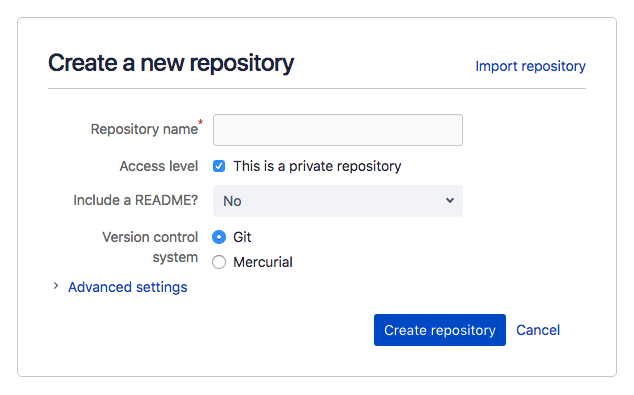 Create a new repository
Import repository
Repository name*
Access level
This is a private repository
Include a README?
No
Version control
system
Git
Mercurial
Advanced settings
Create repository
Cancel